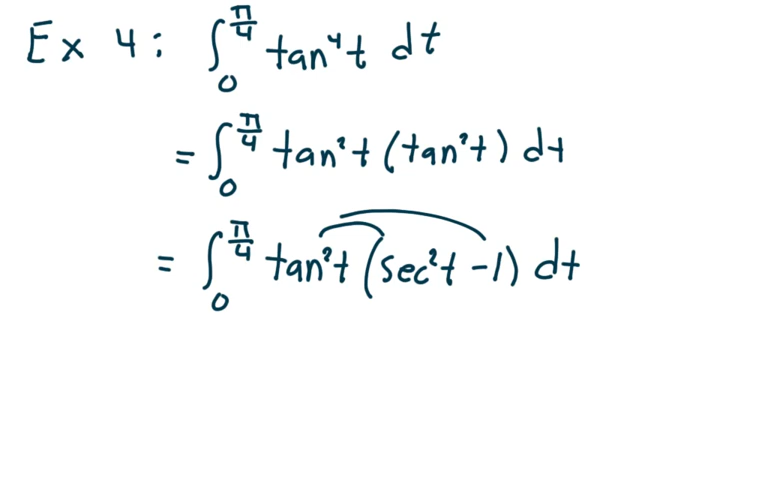 Ex 4: ∫₀^(π/4) tan⁴t dt
= ∫₀^(π/4) tan²t (tan²t) dt
= ∫₀^(π/4) tan²t (sec²t − 1) dt